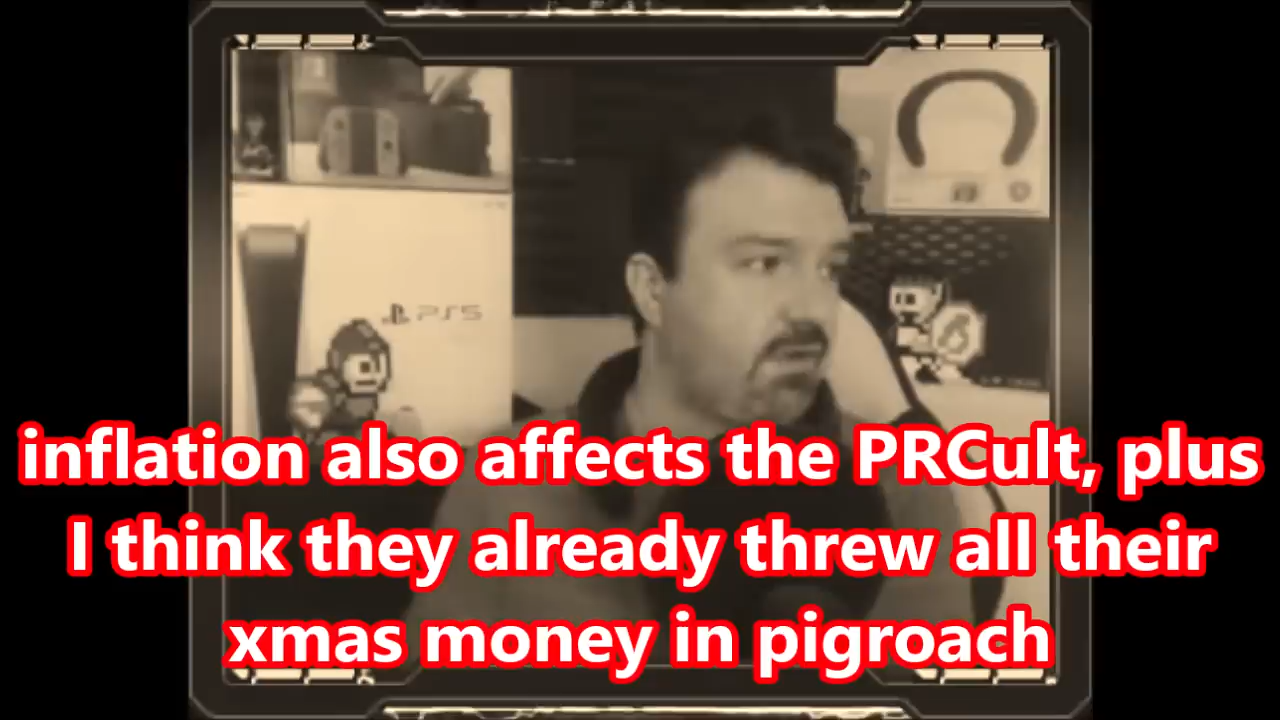 PS5
inflation also affects the PRCult, plus
I think they already threw all their
xmas money in pigroach